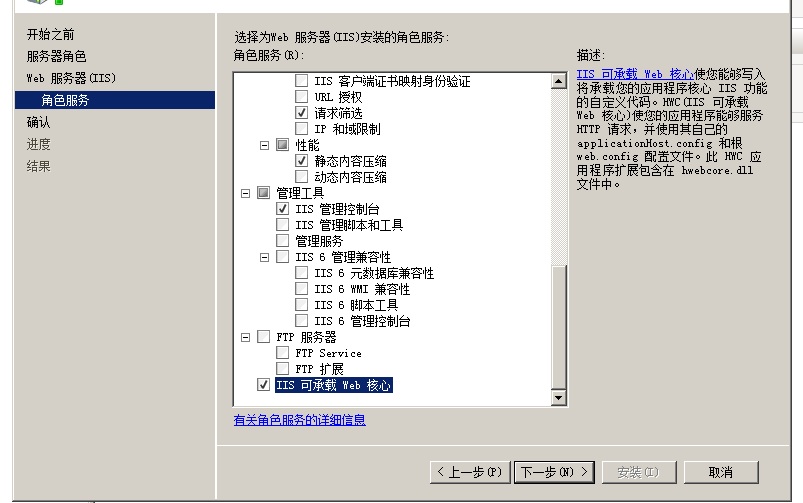 开始之前
服务器角色
Web 服务器(IIS)
角色服务
确认
进度
结果
选择为Web 服务器(IIS)安装的角色服务:
角色服务(R):
IIS 客户端证书映射身份验证
URL 授权
请求筛选
IP 和域限制
性能
静态内容压缩
动态内容压缩
管理工具
IIS 管理控制台
IIS 管理脚本和工具
管理服务
IIS 6 管理兼容性
IIS 6 元数据库兼容性
IIS 6 WMI 兼容性
IIS 6 脚本工具
IIS 6 管理控制台
FTP 服务器
FTP Service
FTP 扩展
IIS 可承载 Web 核心
有关角色服务的详细信息
描述:
IIS 可承载 Web 核心使您能够写入
将承载您的应用程序核心 IIS 功能
的自定义代码。HWC(IIS 可承载
Web 核心)使您的应用程序能够服务
HTTP 请求，并使用其自己的
applicationHost.config 和根
web.config 配置文件。此 HWC 应
用程序扩展包含在 hwebcore.dll
文件中。
< 上一步(P)
下一步(N) >
安装(I)
取消